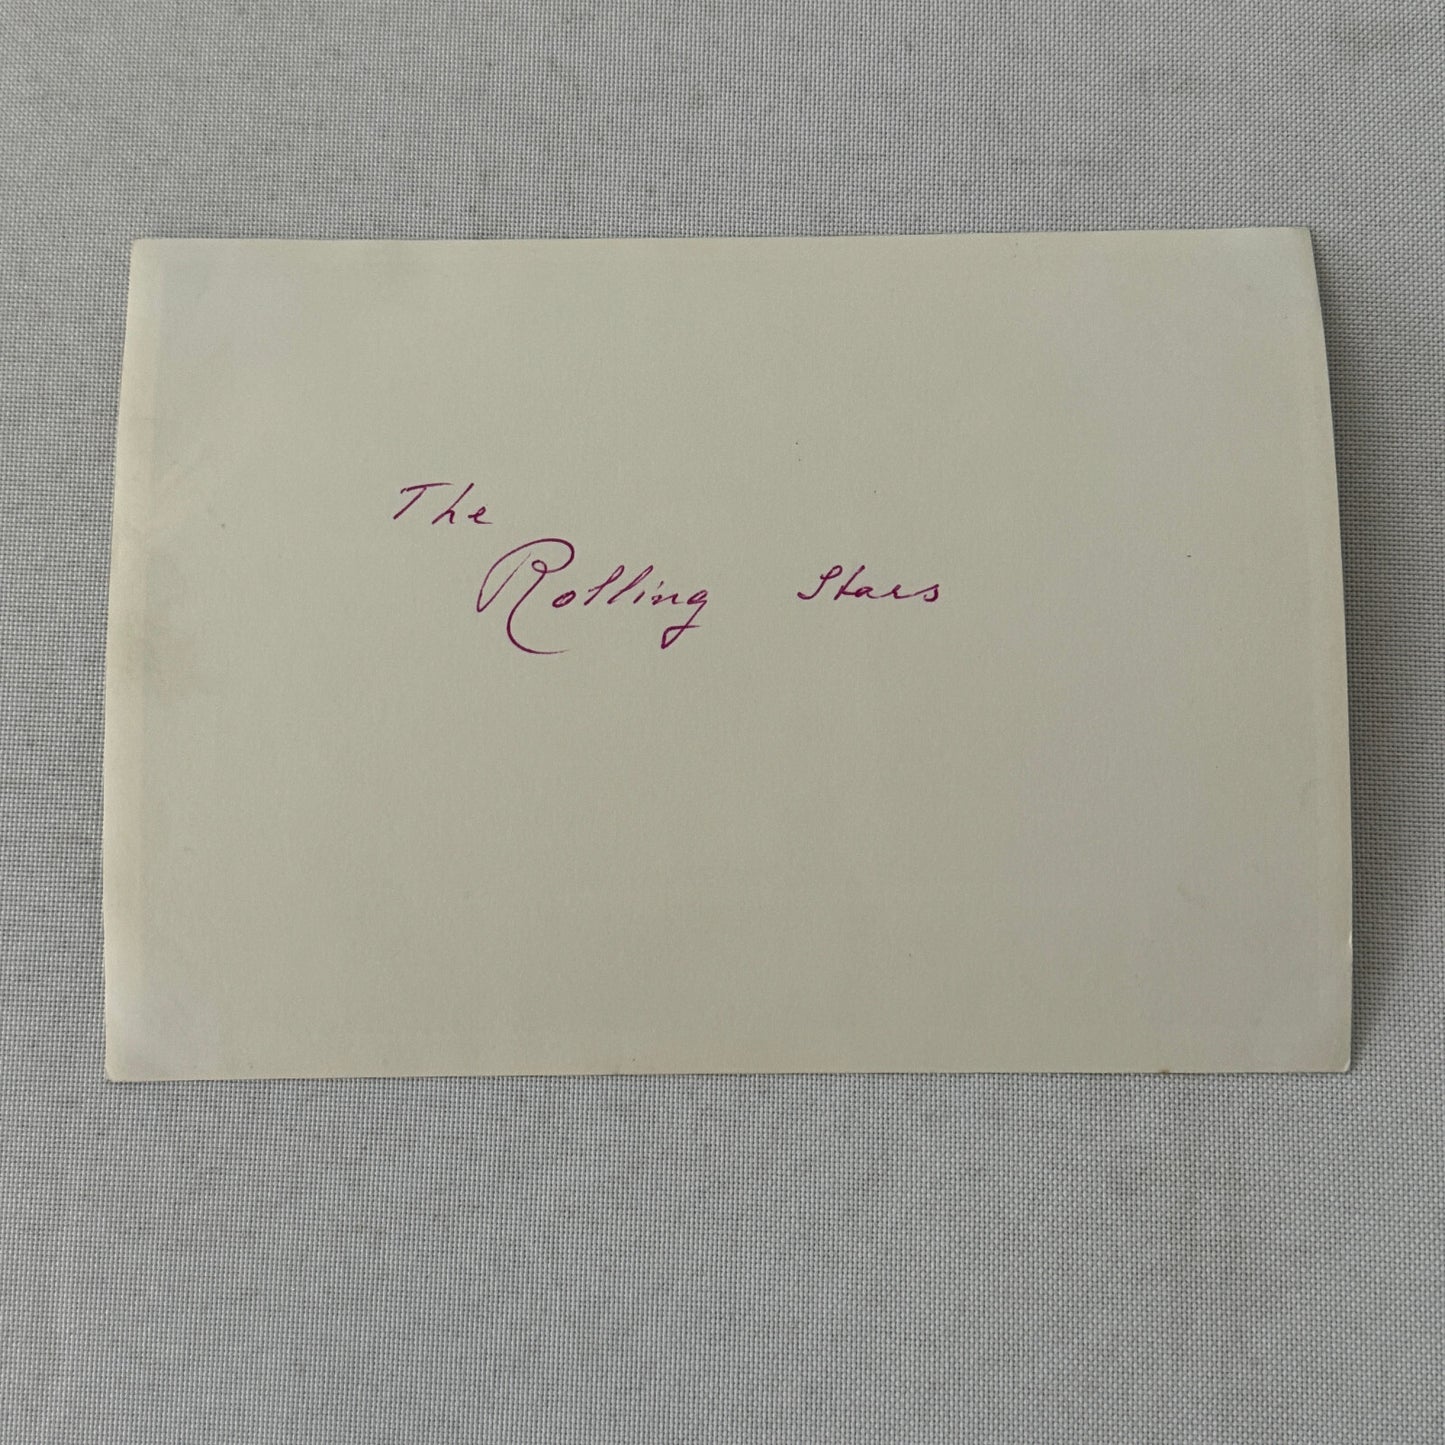 The
Rolling Stars